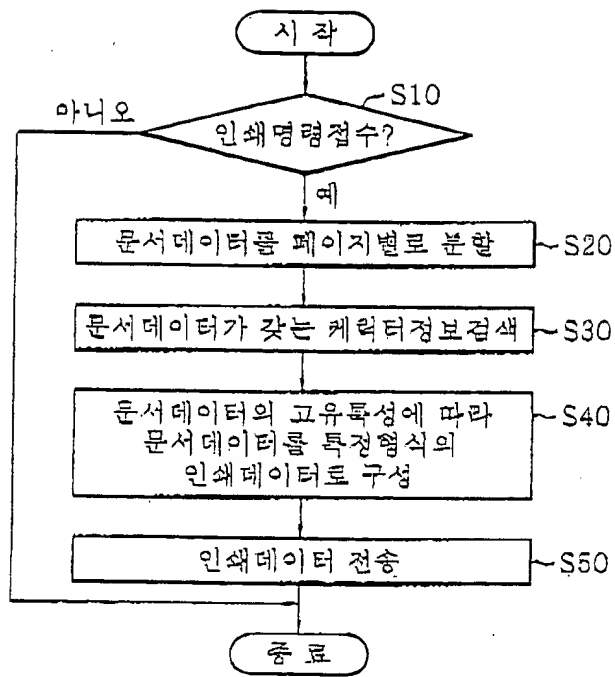 시 작
S10
아니오
인쇄명령접수?
예
문서데이터를 페이지별로 분할
S20
문서데이터가 갖는 케릭터정보검색
S30
문서데이터의 고유특성에 따라
문서데이터를 특정형식의
인쇄데이터로 구성
S40
인쇄데이터 전송
S50
종 료